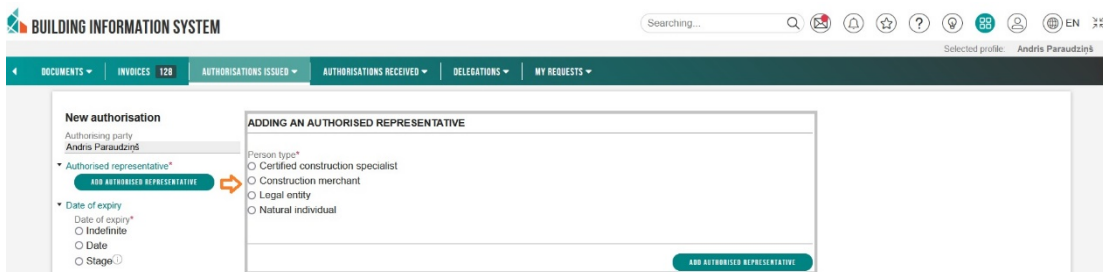 BUILDING INFORMATION SYSTEM
Searching...
EN
Selected profile: Andris Paraudziņš
DOCUMENTS
INVOICES 128
AUTHORISATIONS ISSUED
AUTHORISATIONS RECEIVED
DELEGATIONS
MY REQUESTS
New authorisation
Authorising party
Andris Paraudziņš
Authorised representative*
ADD AUTHORISED REPRESENTATIVE
Date of expiry
Date of expiry*
Indefinite
Date
Stage
ADDING AN AUTHORISED REPRESENTATIVE
Person type*
Certified construction specialist
Construction merchant
Legal entity
Natural individual
ADD AUTHORISED REPRESENTATIVE